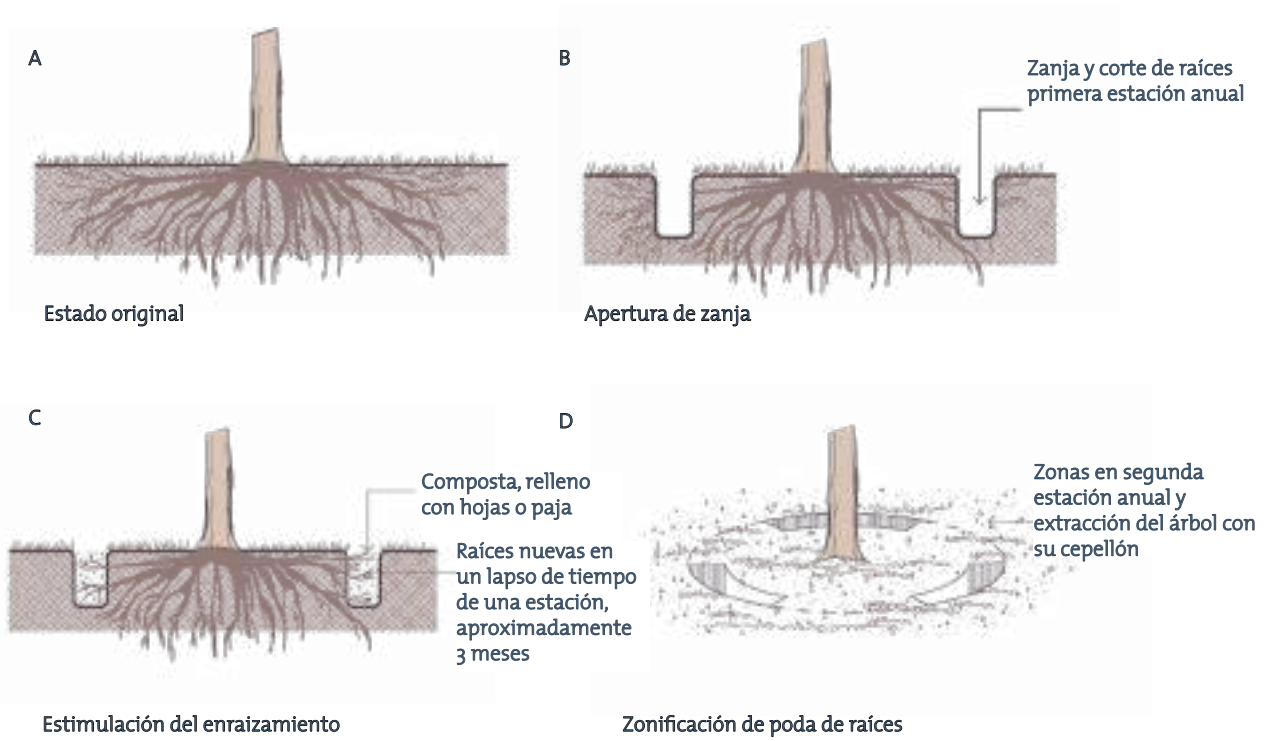 A
Estado original
B
Zanja y corte de raíces
primera estación anual
Apertura de zanja
C
Composta, relleno
con hojas o paja
Raíces nuevas en
un lapso de tiempo
de una estación,
aproximadamente
3 meses
Estimulación del enraizamiento
D
Zonas en segunda
estación anual y
extracción del árbol con
su cepellón
Zonificación de poda de raíces